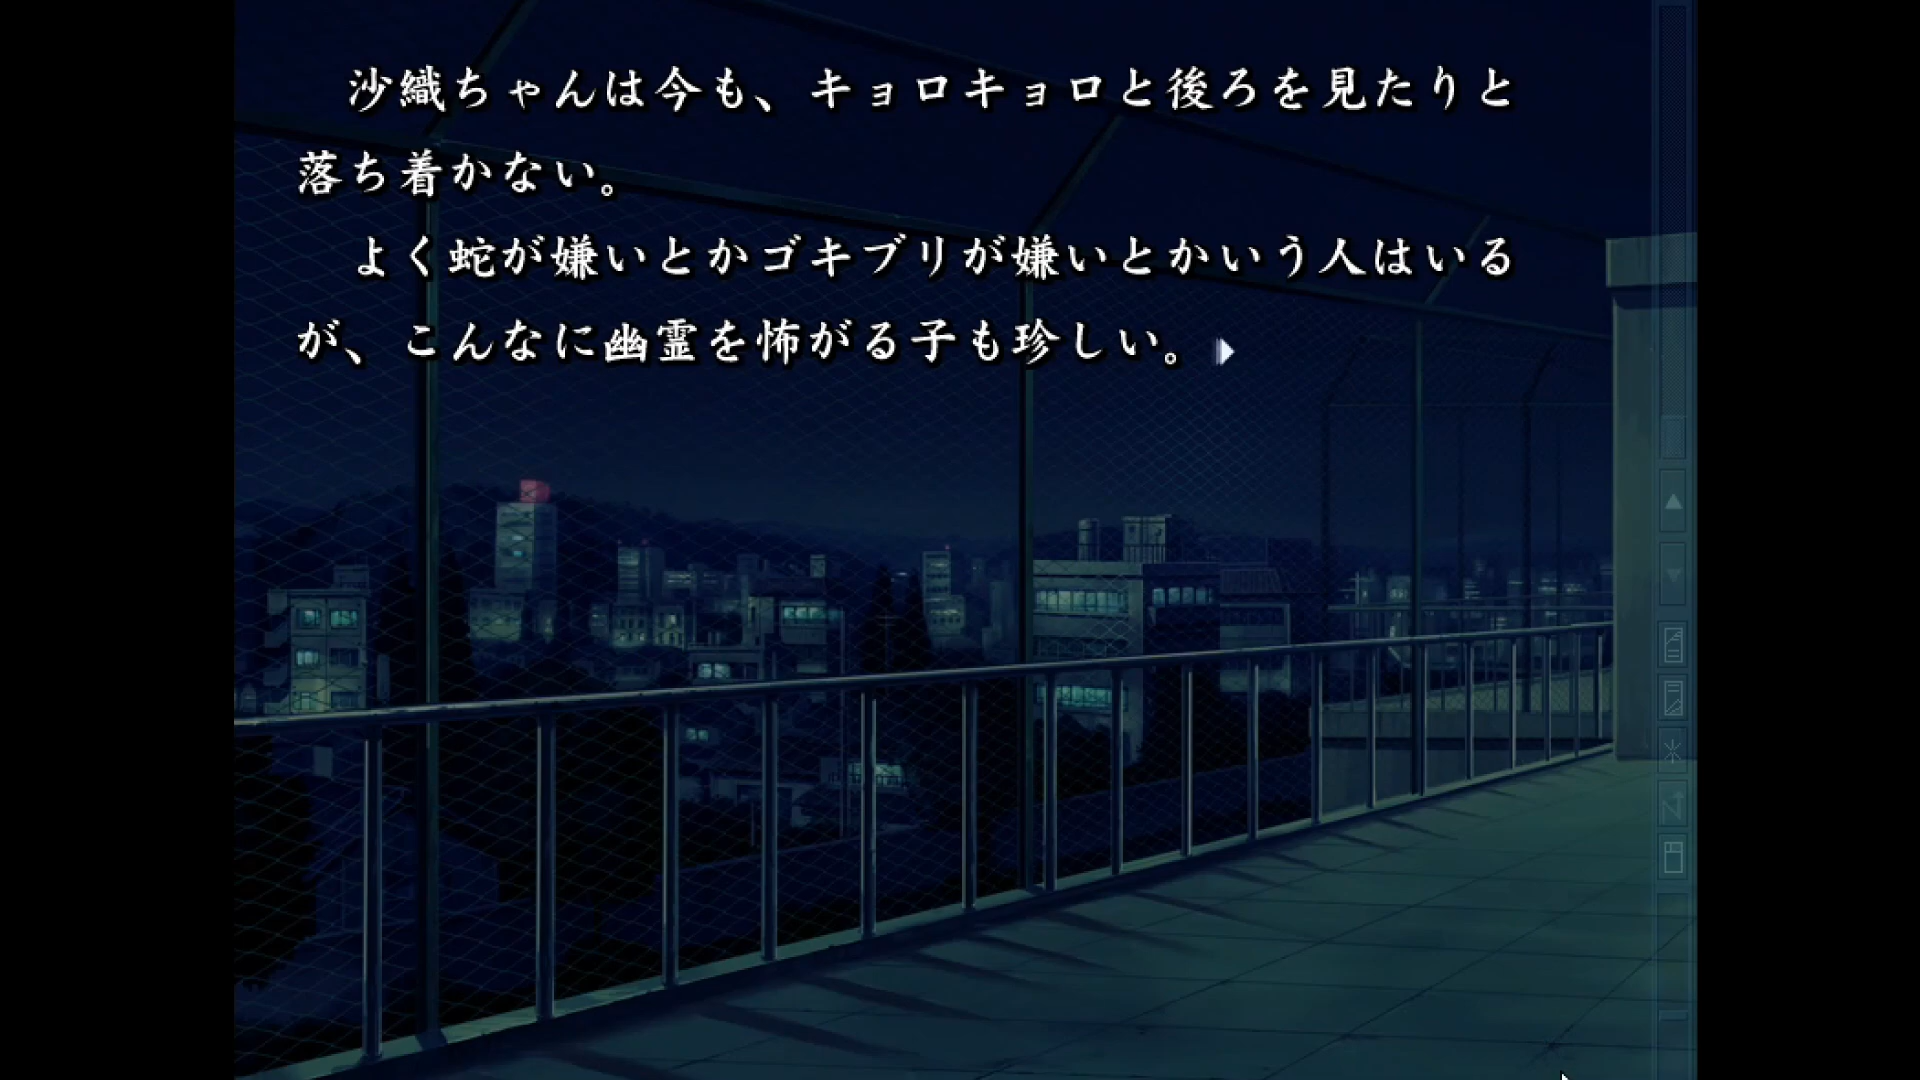 沙織ちゃんは今も、キョロキョロと後ろを見たりと
落ち着かない。
よく蛇が嫌いとかゴキブリが嫌いとかいう人はいる
が、こんなに幽霊を怖がる子も珍しい。